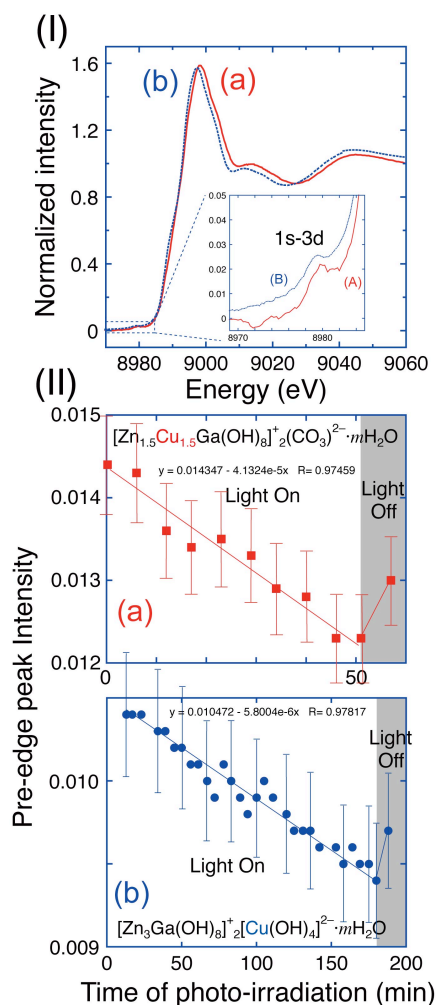 (I)
(b) (a)
Normalized intensity
1.6
1.2
0.8
0.4
0
0.05
0.04
0.03
0.02
0.01
0
1s-3d
(B)
(A)
8970 8980
8980 9000 9020 9040 9060
Energy (eV)
(II)
0.015
0.014
0.013
0.012
[Zn1.5Cu1.5Ga(OH)8]+2(CO3)2−·mH2O
y = 0.014347 - 4.1324e-5x R= 0.97459
Light On
Light
Off
(a)
0 50
Pre-edge peak Intensity
0.010
0.009
y = 0.010472 - 5.8004e-6x R= 0.97817
Light
Off
Light On
(b)
[Zn3Ga(OH)8]+2[Cu(OH)4]2−·mH2O
0 50 100 150 200
Time of photo-irradiation (min)